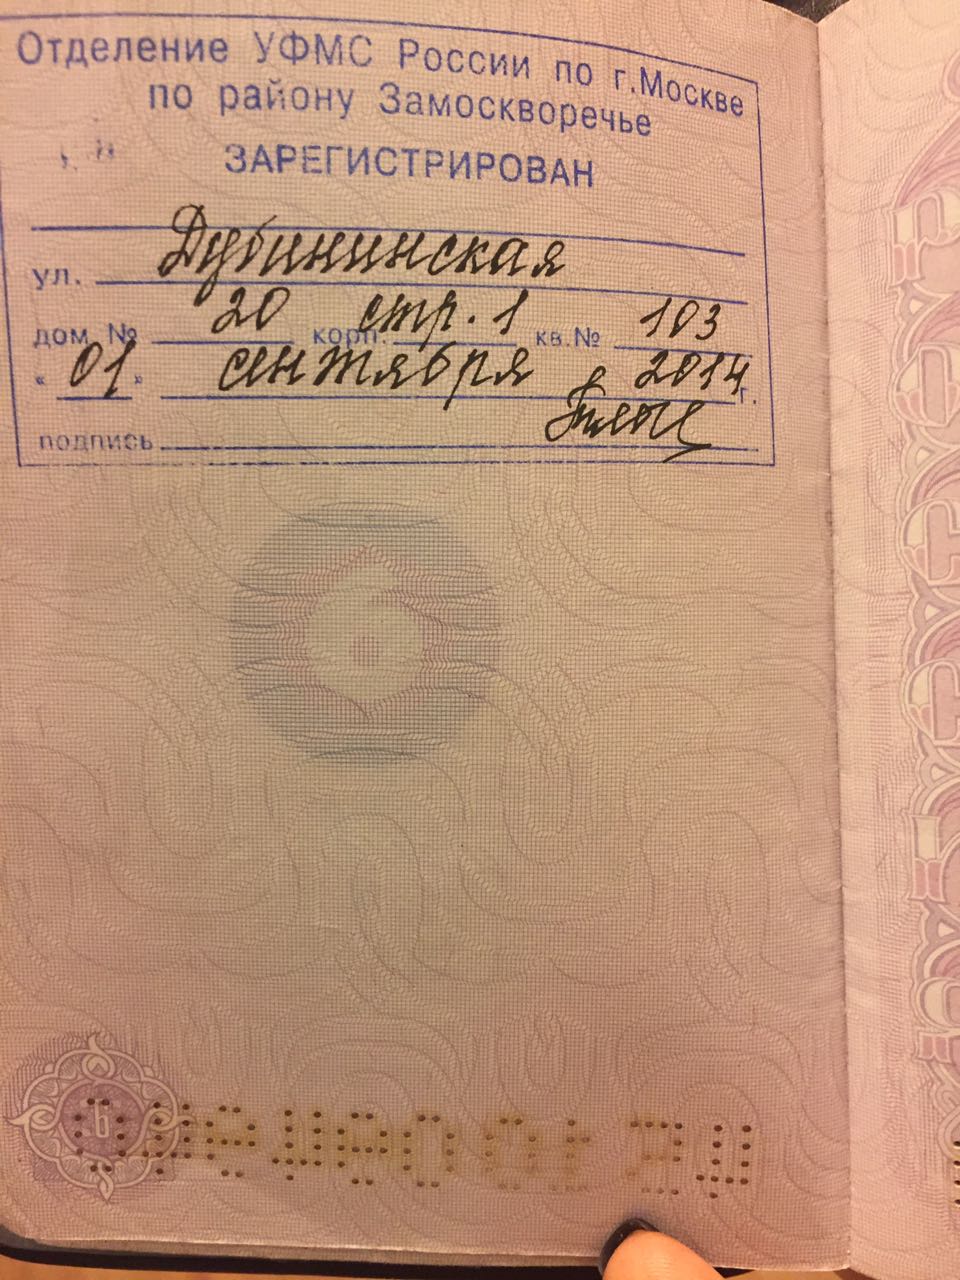 Отделение УФМС России по г.Москве
по району Замоскворечье
ЗАРЕГИСТРИРОВАН
ул. Дубининская
дом № 20 корп. стр. 1 кв.№ 103
« 01 » сентября 2014 г.
подпись
6